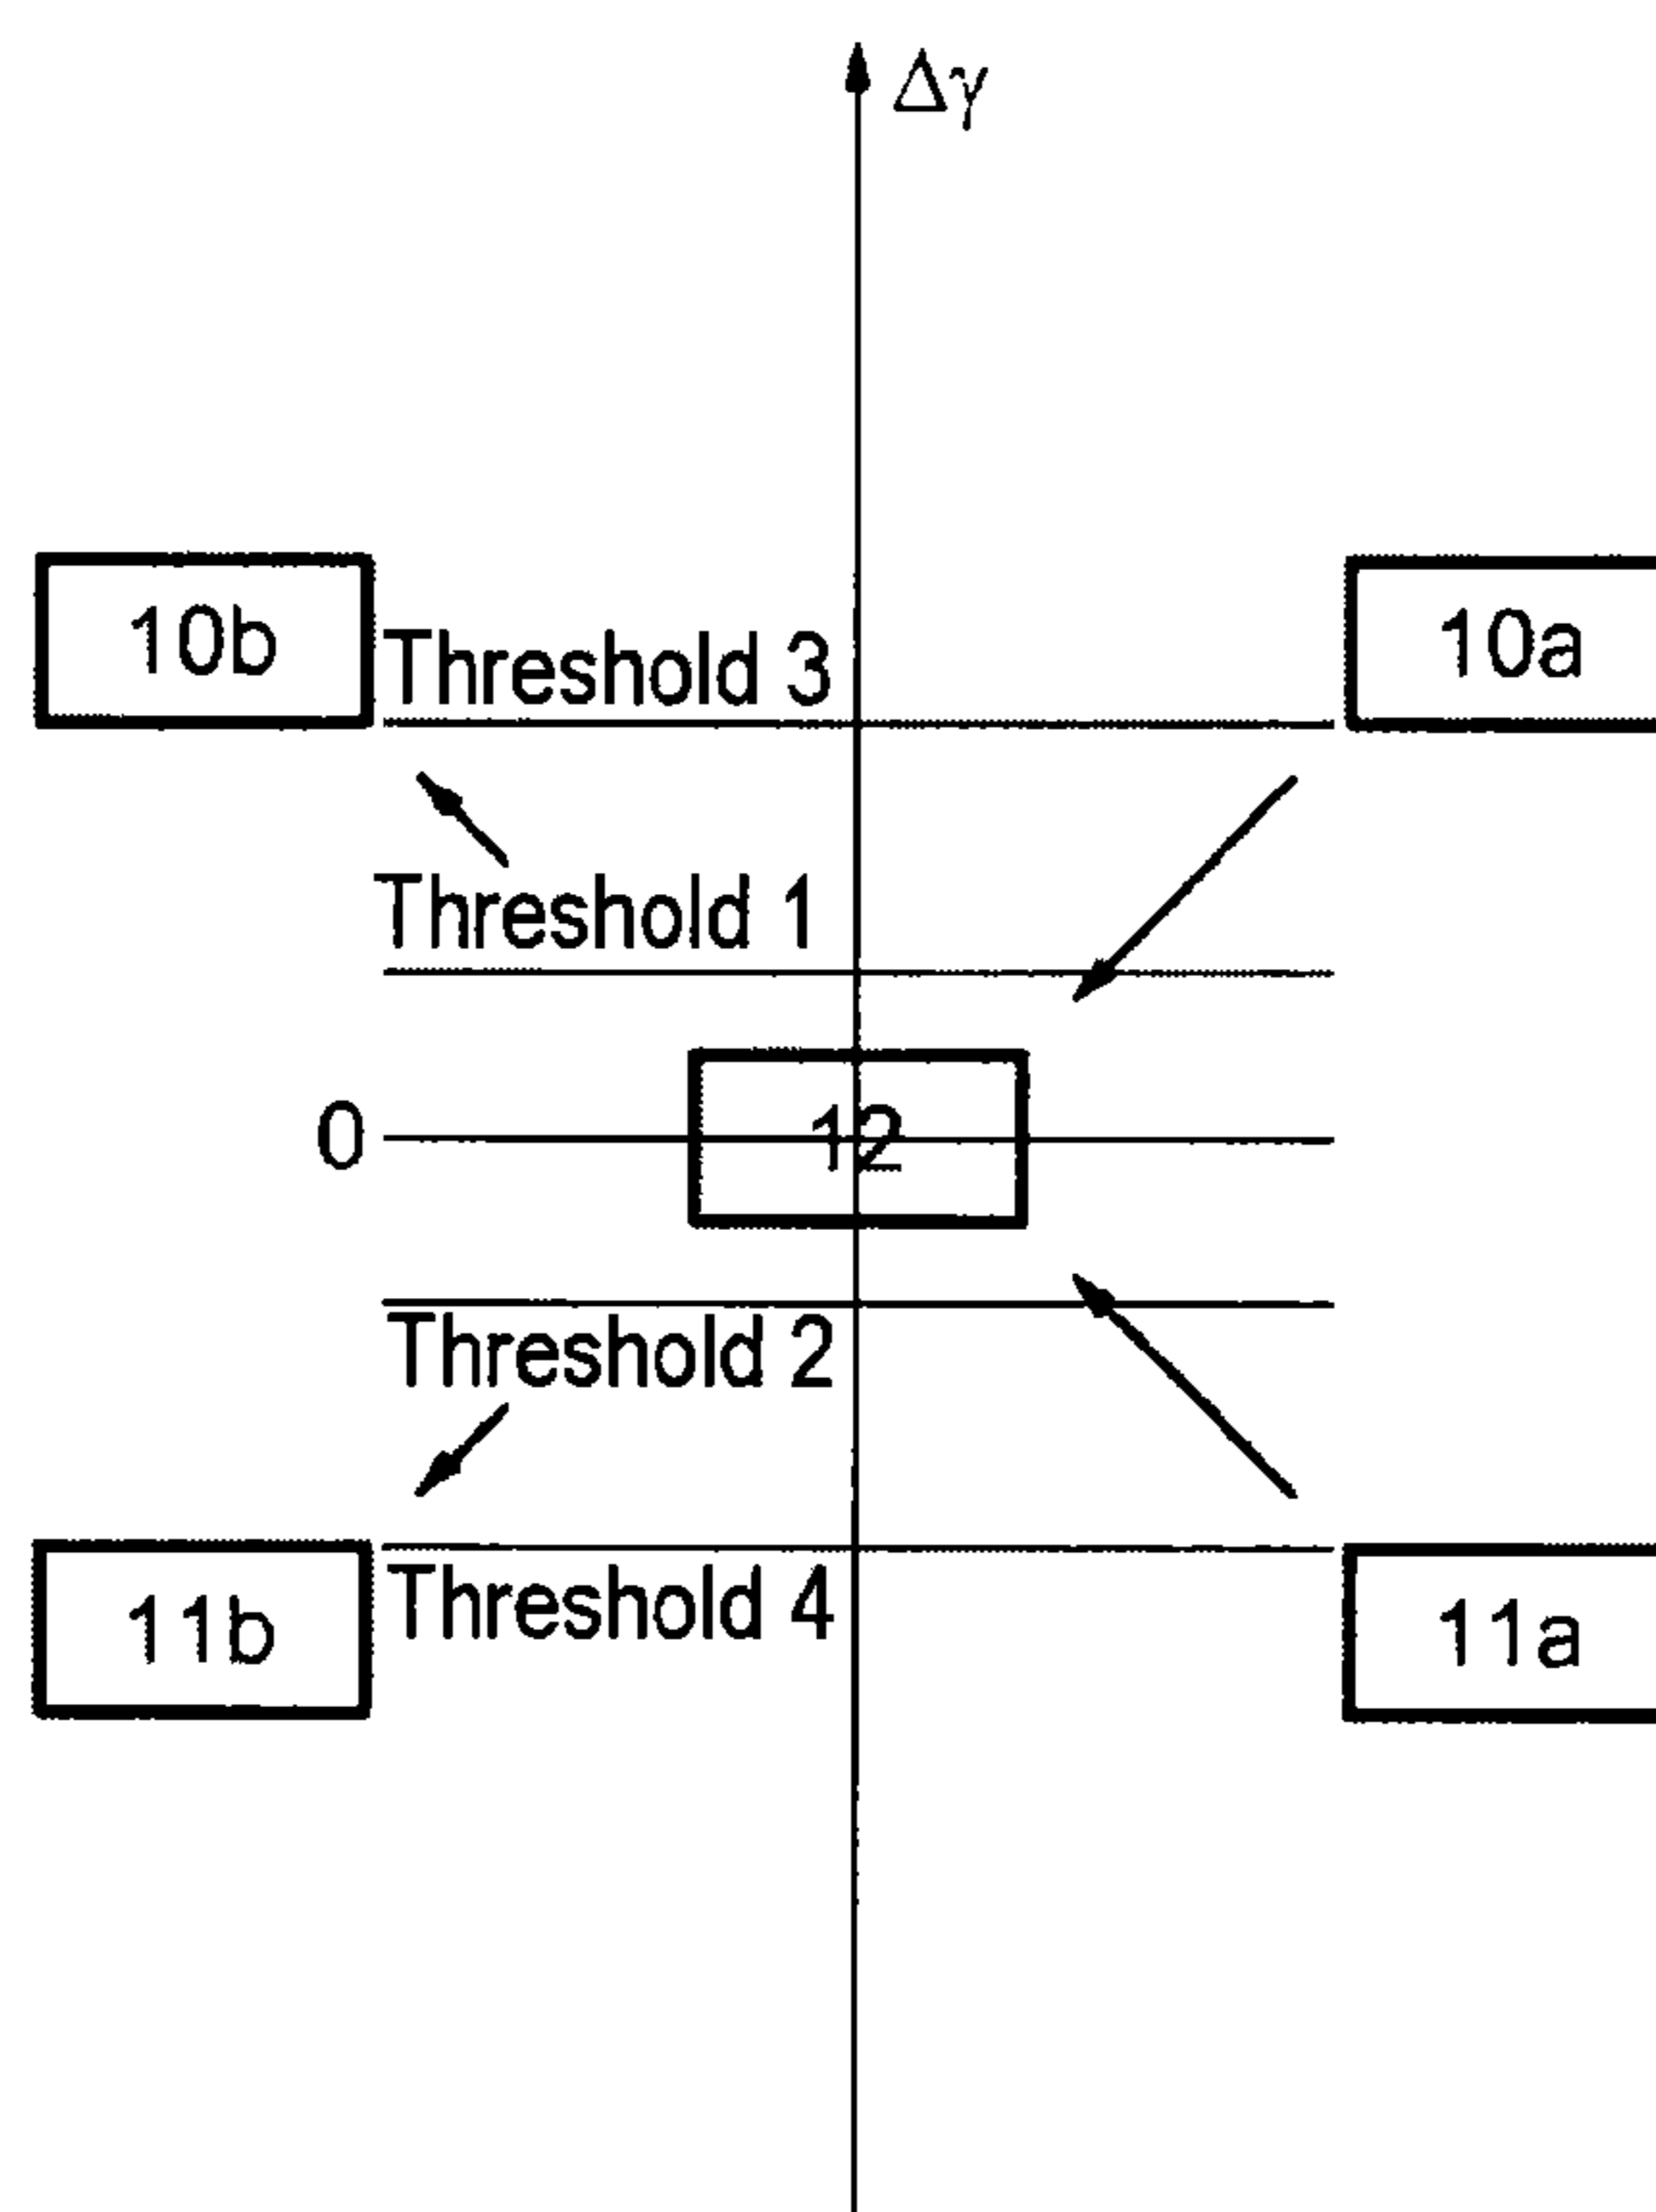 Δγ
10b
Threshold 3
10a
Threshold 1
0
12
Threshold 2
11b
Threshold 4
11a